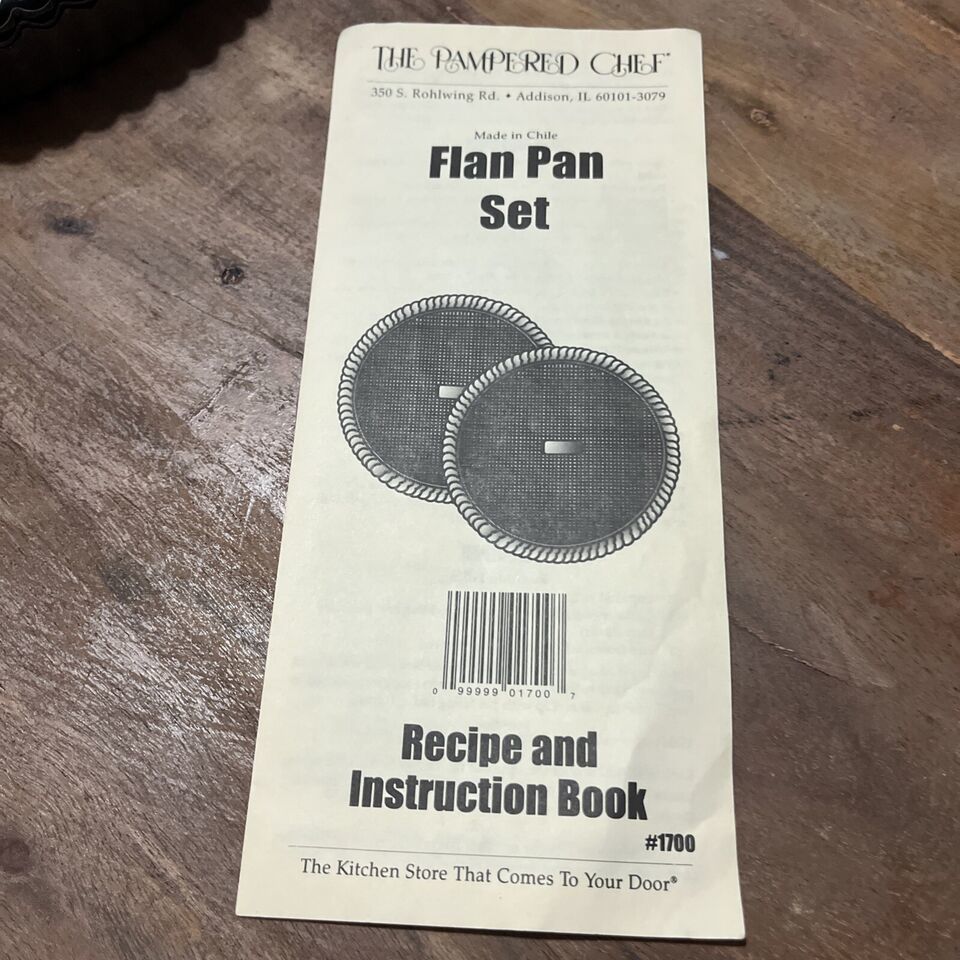 THE PAMPERED CHEF®
350 S. Rohlwing Rd. • Addison, IL 60101-3079
Made in Chile
Flan Pan
Set
0 99999 01700 7
Recipe and
Instruction Book
#1700
The Kitchen Store That Comes To Your Door®